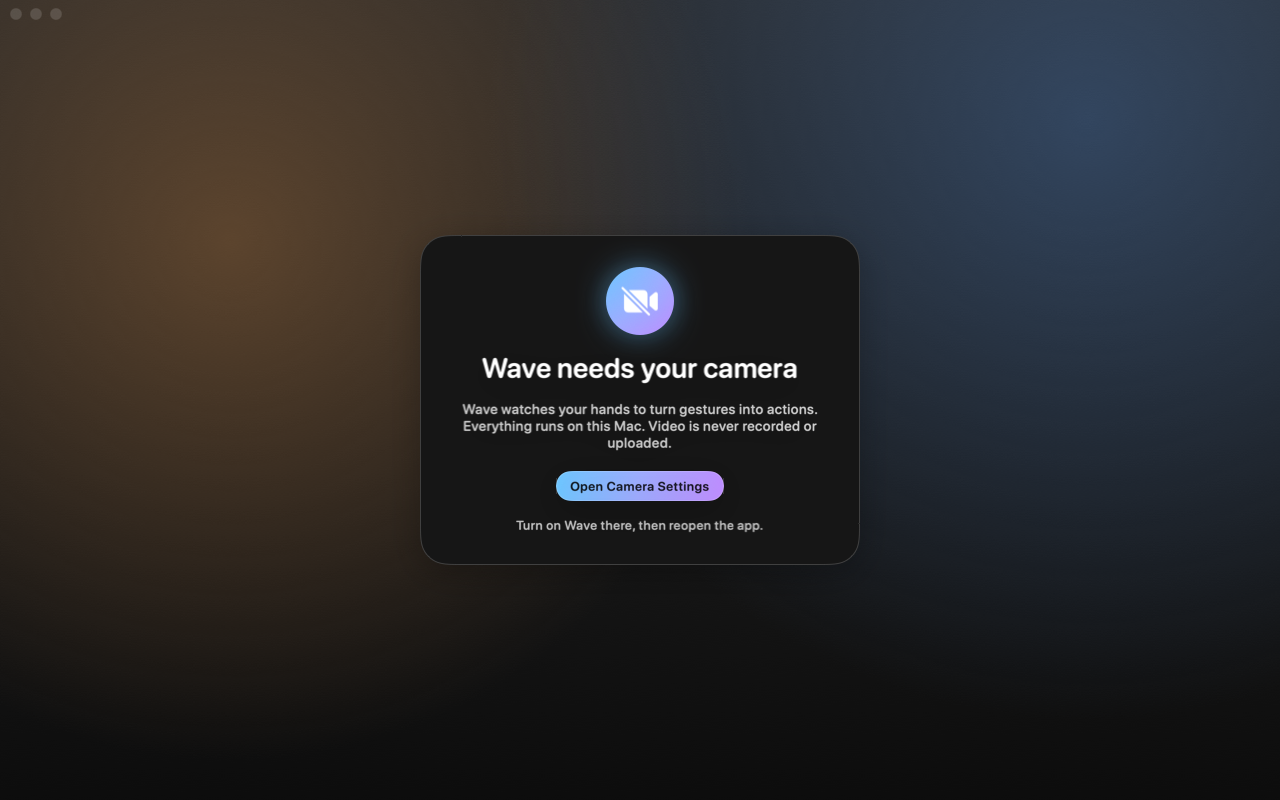 Wave needs your camera
Wave watches your hands to turn gestures into actions.
Everything runs on this Mac. Video is never recorded or
uploaded.
Open Camera Settings
Turn on Wave there, then reopen the app.